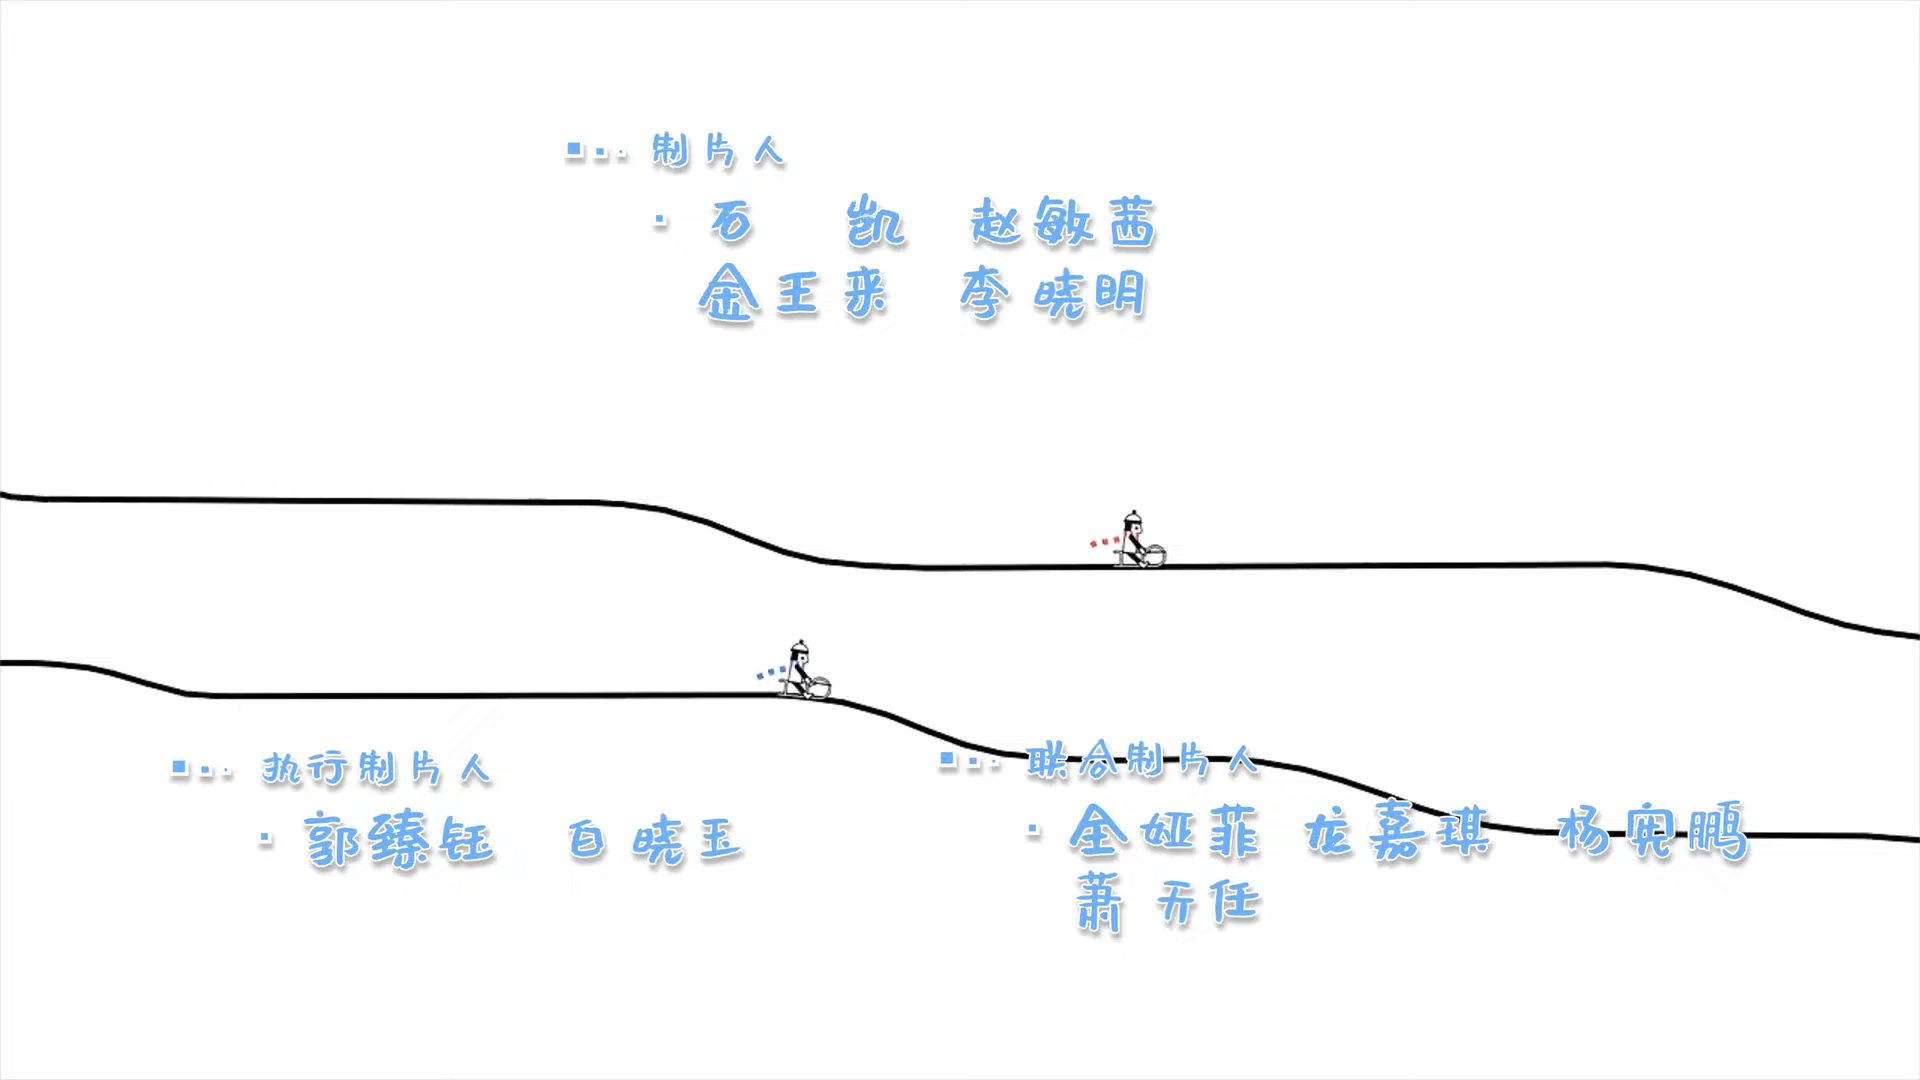 制片人
石 凯 赵敏茜
金王来 李晓明
执行制片人
郭臻钰 白晓玉
联合制片人
全娅菲 龙嘉琪 杨宪鹏
萧天任